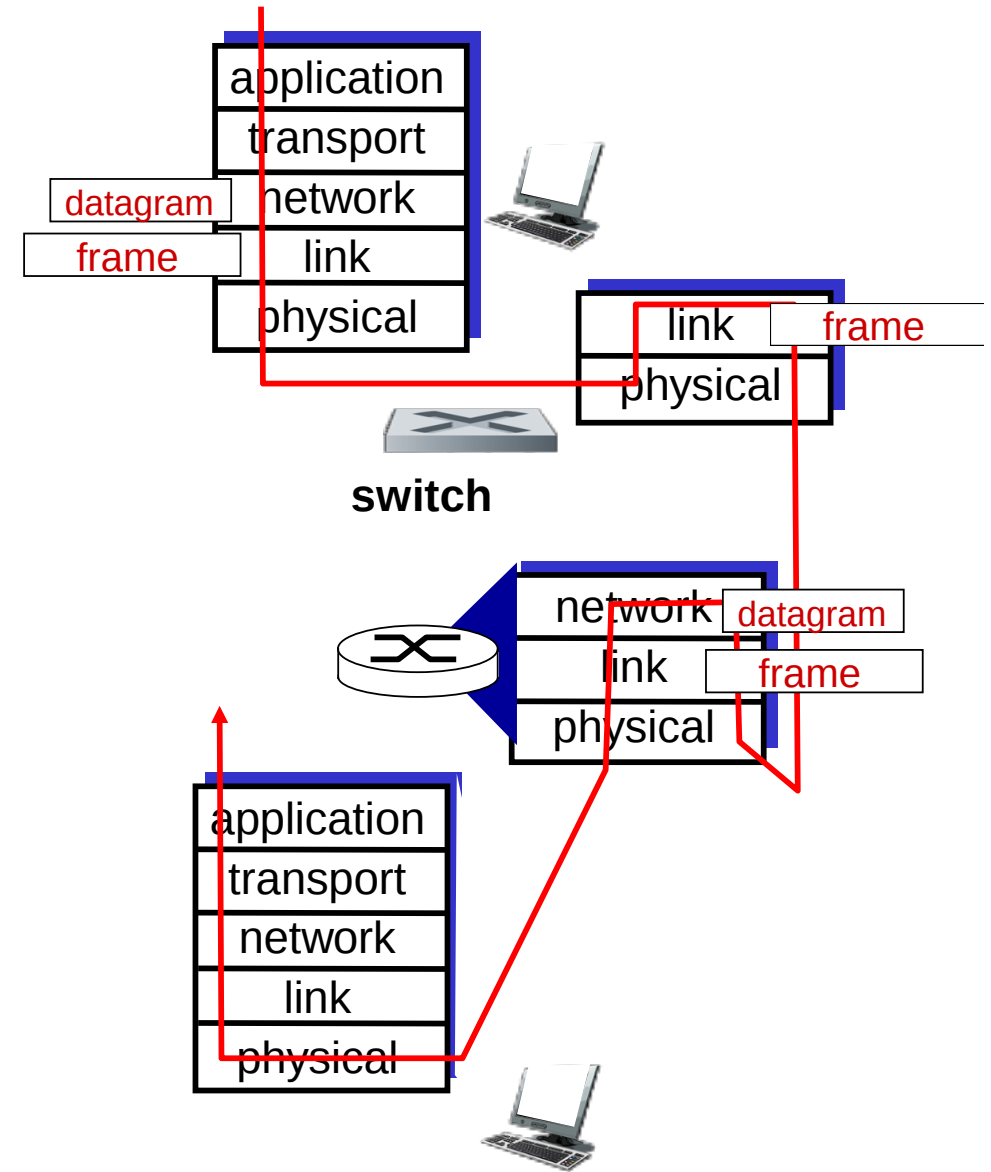 application
transport
datagram
network
frame
link
physical
link
frame
physical
switch
network
datagram
link
frame
physical
application
transport
network
link
physical